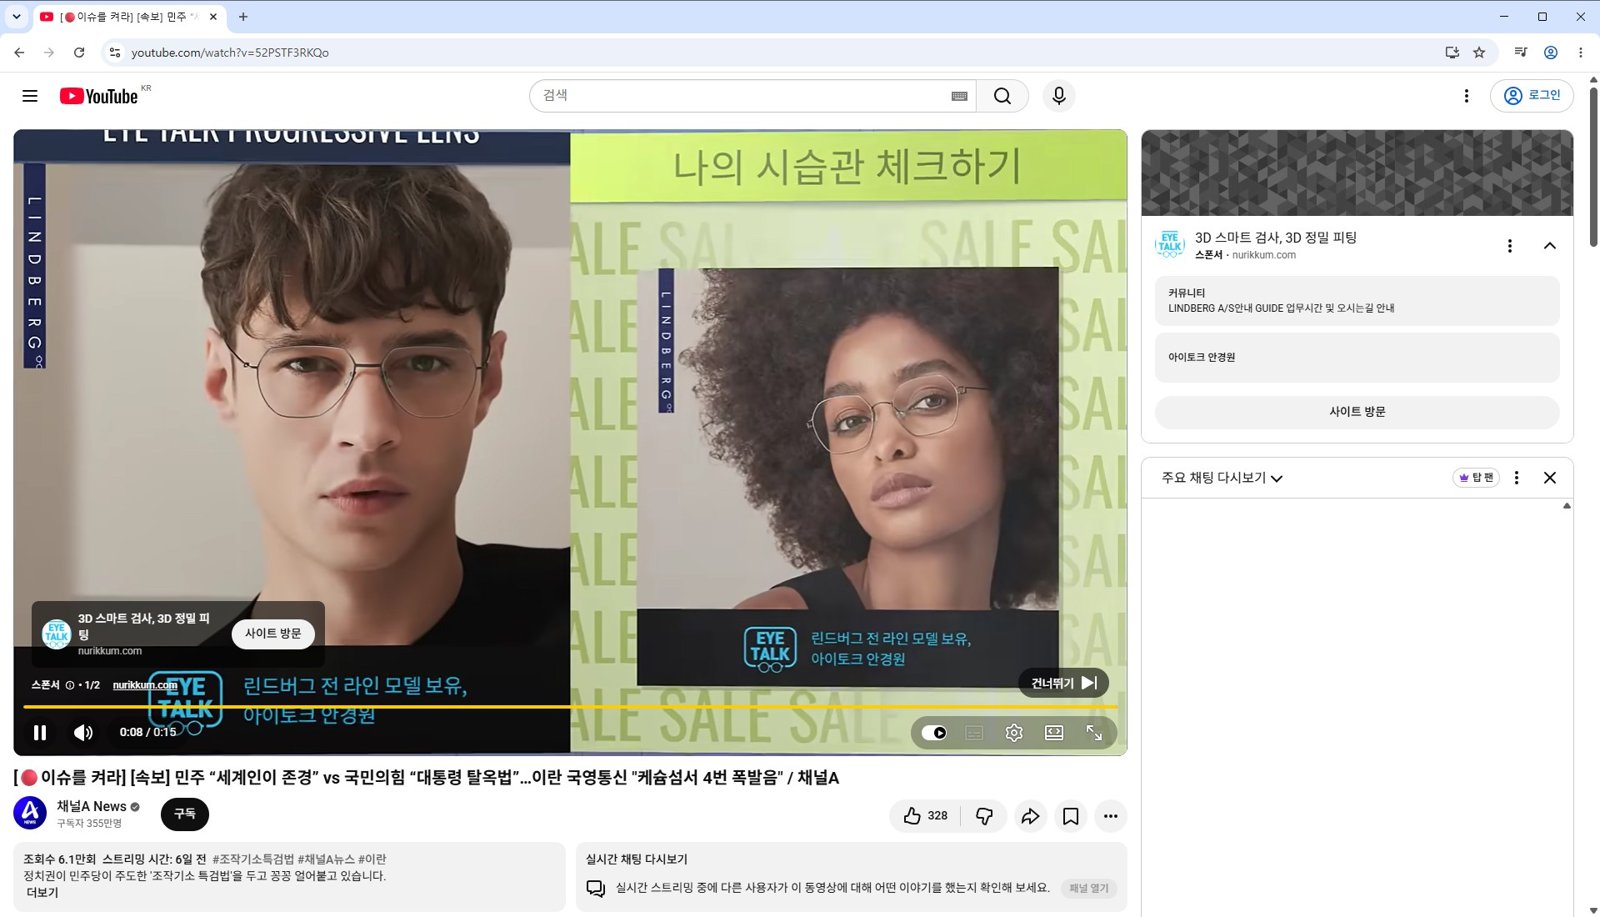 [🔴이슈를 켜라] [속보] 민주 “
youtube.com/watch?v=52PSTF3RKQo
YouTube KR
검색
로그인
EYE TALK PROGRESSIVE LENS
LINDBERG
나의 시습관 체크하기
SALE SALE SALE SALE
LINDBERG
EYE TALK
린드버그 전 라인 모델 보유,
아이토크 안경원
SALE SALE SALE
3D 스마트 검사, 3D 정밀 피팅
nurikkum.com
사이트 방문
스폰서 · 1/2 nurikkum.com
EYE TALK
린드버그 전 라인 모델 보유,
아이토크 안경원
건너뛰기
0:08 / 0:15
[🔴이슈를 켜라] [속보] 민주 “세계인이 존경” vs 국민의힘 “대통령 탈옥법”...이란 국영통신 "케슘섬서 4번 폭발음" / 채널A
채널A News
구독자 355만명
구독
328
조회수 6.1만회 스트리밍 시간: 6일 전 #조작기소특검법 #채널A뉴스 #이란
정치권이 민주당이 주도한 '조작기소 특검법'을 두고 꽁꽁 얼어붙고 있습니다.
더보기
실시간 채팅 다시보기
실시간 스트리밍 중에 다른 사용자가 이 동영상에 대해 어떤 이야기를 했는지 확인해 보세요.
패널 열기
EYE TALK
3D 스마트 검사, 3D 정밀 피팅
스폰서 · nurikkum.com
커뮤니티
LINDBERG A/S안내 GUIDE 업무시간 및 오시는길 안내
아이토크 안경원
사이트 방문
주요 채팅 다시보기
탑 팬